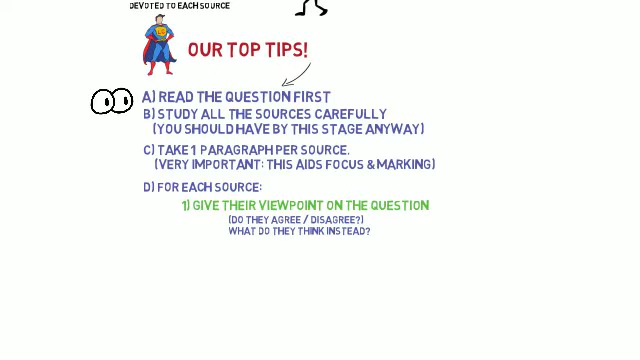 DEVOTED TO EACH SOURCE
OUR TOP TIPS!
A) READ THE QUESTION FIRST
B) STUDY ALL THE SOURCES CAREFULLY
(YOU SHOULD HAVE BY THIS STAGE ANYWAY)
C) TAKE 1 PARAGRAPH PER SOURCE.
(VERY IMPORTANT: THIS AIDS FOCUS & MARKING)
D) FOR EACH SOURCE:
1) GIVE THEIR VIEWPOINT ON THE QUESTION
(DO THEY AGREE / DISAGREE?)
WHAT DO THEY THINK INSTEAD?